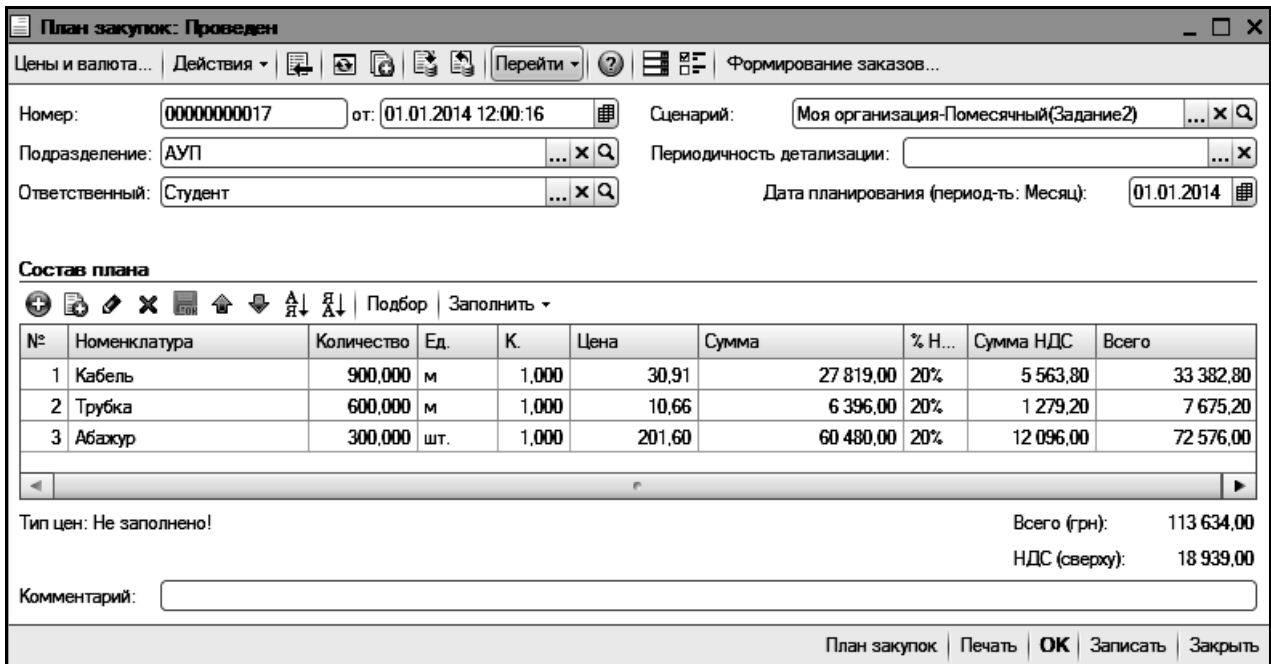 План закупок: Проведен
Цены и валюта... Действия Перейти Формирование заказов...
Номер: 00000000017 от: 01.01.2014 12:00:16 Сценарий: Моя организация-Помесячный(Задание2)
Подразделение: АУП Периодичность детализации:
Ответственный: Студент Дата планирования (период-ть: Месяц): 01.01.2014
Состав плана
Подбор Заполнить
№ Номенклатура Количество Ед. К. Цена Сумма % Н... Сумма НДС Всего
1 Кабель 900,000 м 1,000 30,91 27 819,00 20% 5 563,80 33 382,80
2 Трубка 600,000 м 1,000 10,66 6 396,00 20% 1 279,20 7 675,20
3 Абажур 300,000 шт. 1,000 201,60 60 480,00 20% 12 096,00 72 576,00
Тип цен: Не заполнено! Всего (грн): 113 634,00
НДС (сверху): 18 939,00
Комментарий:
План закупок Печать OK Записать Закрыть